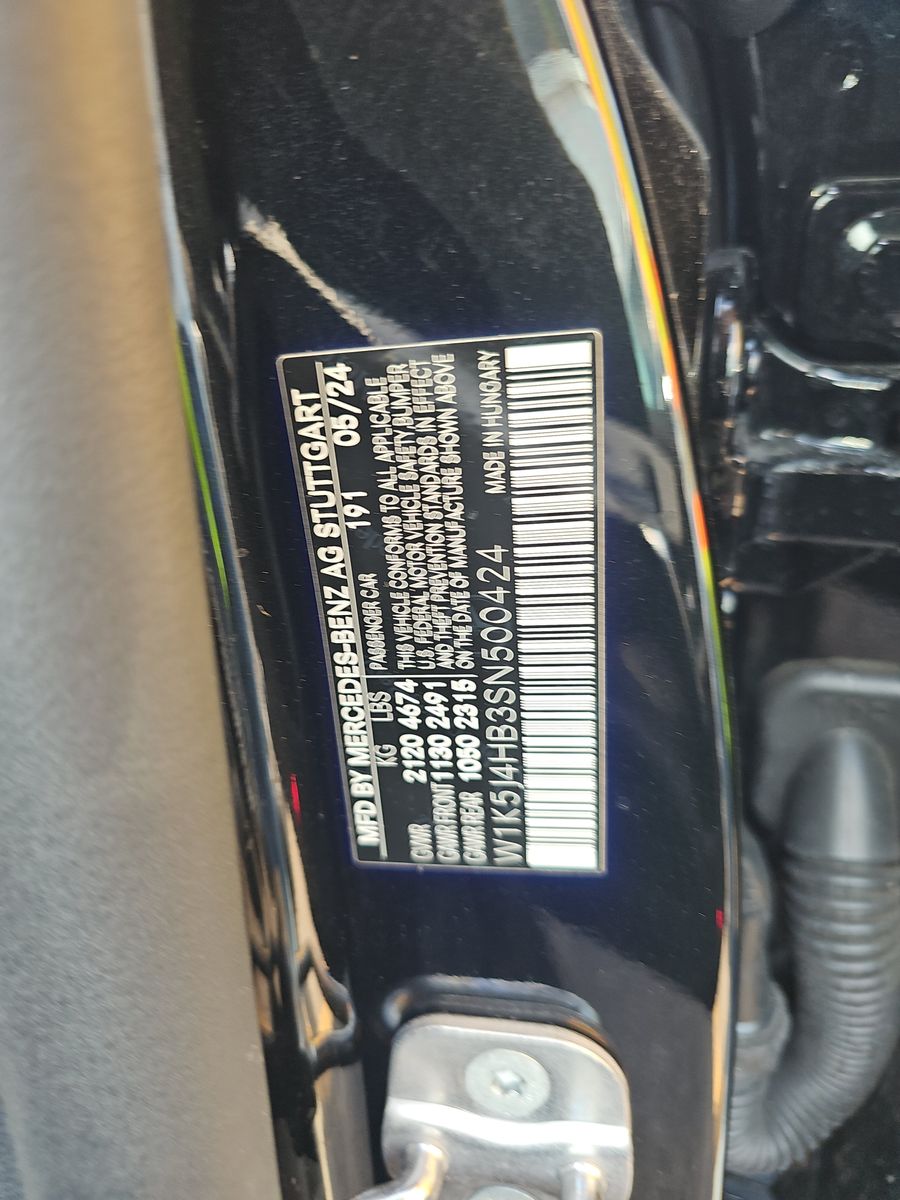 MFD BY MERCEDES-BENZ AG STUTTGART
KG LBS 191 05/24
GVWR 2120 4674
GAWR FRONT 1130 2491
GAWR REAR 1050 2315
PASSENGER CAR
THIS VEHICLE CONFORMS TO ALL APPLICABLE
U.S. FEDERAL MOTOR VEHICLE SAFETY, BUMPER
AND THEFT PREVENTION STANDARDS IN EFFECT
ON THE DATE OF MANUFACTURE SHOWN ABOVE
W1K5J4HB3SN500424 MADE IN HUNGARY